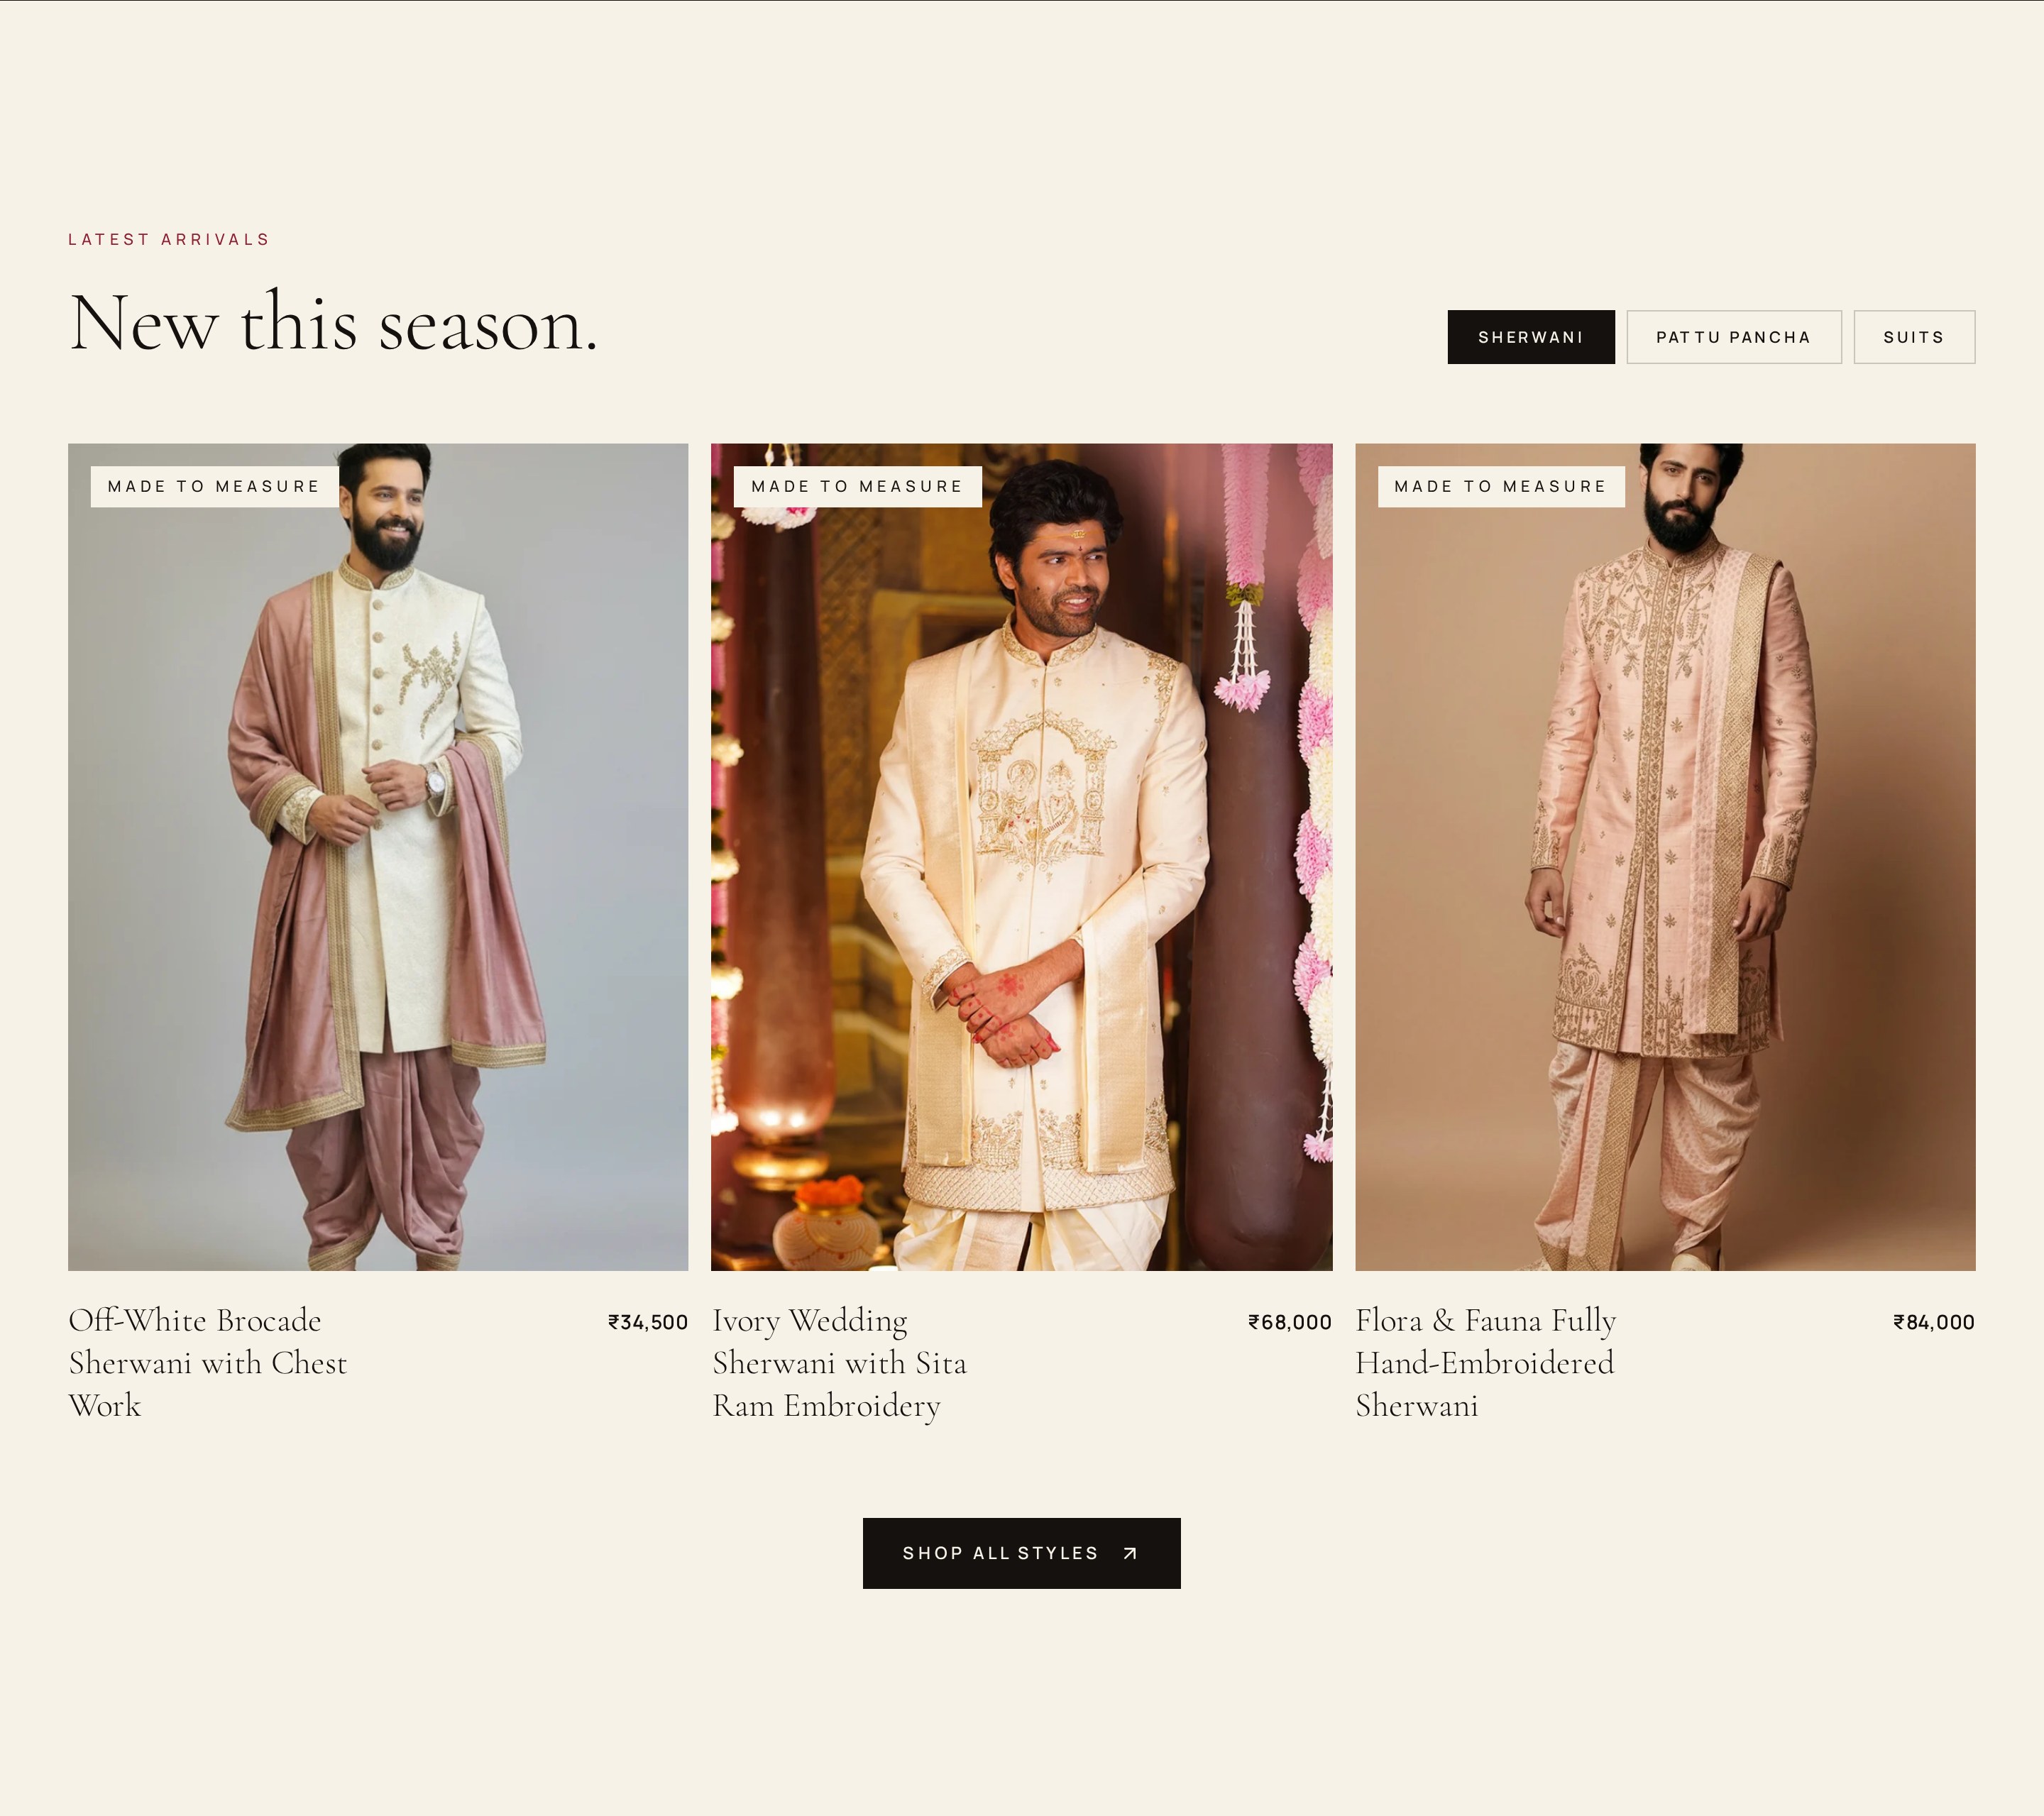 LATEST ARRIVALS
New this season.
SHERWANI
PATTU PANCHA
SUITS
MADE TO MEASURE
MADE TO MEASURE
MADE TO MEASURE
Off-White Brocade
Sherwani with Chest
Work
₹34,500
Ivory Wedding
Sherwani with Sita
Ram Embroidery
₹68,000
Flora & Fauna Fully
Hand-Embroidered
Sherwani
₹84,000
SHOP ALL STYLES